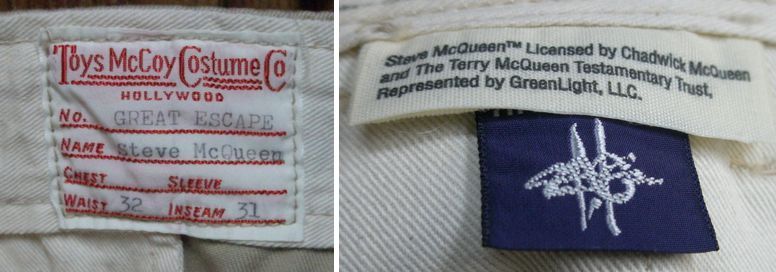 Toys McCoy Costume Co
HOLLYWOOD
NO. GREAT ESCAPE
NAME Steve McQueen
CHEST SLEEVE
WAIST 32 INSEAM 31
Steve McQueen™ Licensed by Chadwick McQueen
and The Terry McQueen Testamentary Trust,
Represented by GreenLight, LLC.